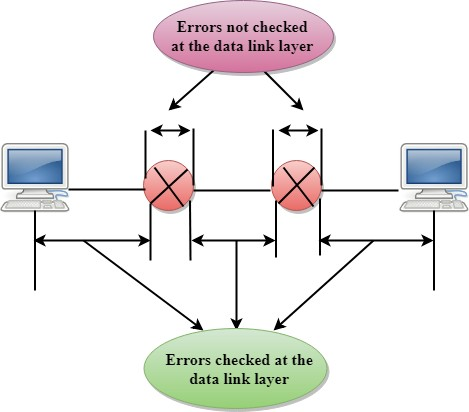 Errors not checked
at the data link layer
Errors checked at the
data link layer